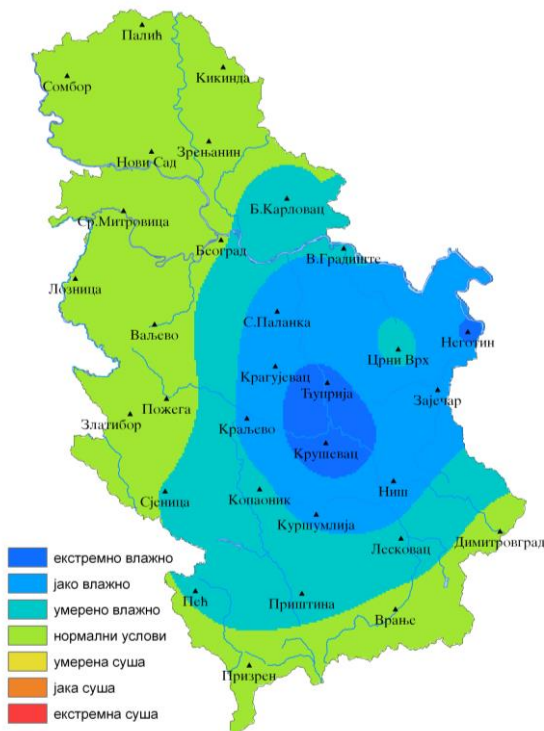 Палић
Кикинда
Сомбор
Зрењанин
Нови Сад
Б.Карловац
Ср.Митровица
Београд
В.Градиште
Лозница
С.Паланка
Ваљево
Неготин
Црни Врх
Крагујевац
Ћуприја
Зајечар
Пожега
Златибор
Краљево
Крушевац
Ниш
Сјеница
Копаоник
Куршумлија
Лесковац
Димитровград
Пећ
Приштина
Врање
Призрен
екстремно влажно
јако влажно
умерено влажно
нормални услови
умерена суша
јака суша
екстремна суша